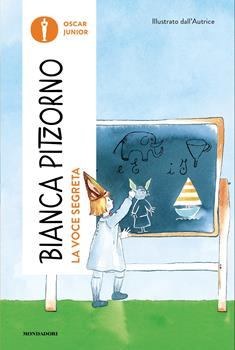 OSCAR
JUNIOR
Illustrato dall'Autrice
BIANCA PITZORNO
LA VOCE SEGRETA
e E i I
MONDADORI